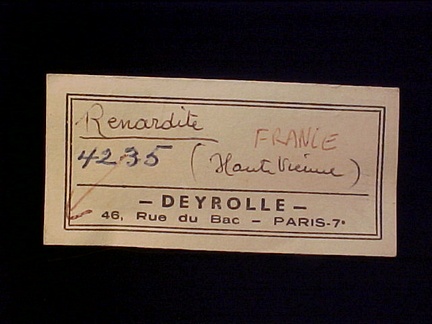 Renardite
FRANCE
4235 (Haute Vienne)
- DEYROLLE -
46, Rue du Bac - PARIS-7e